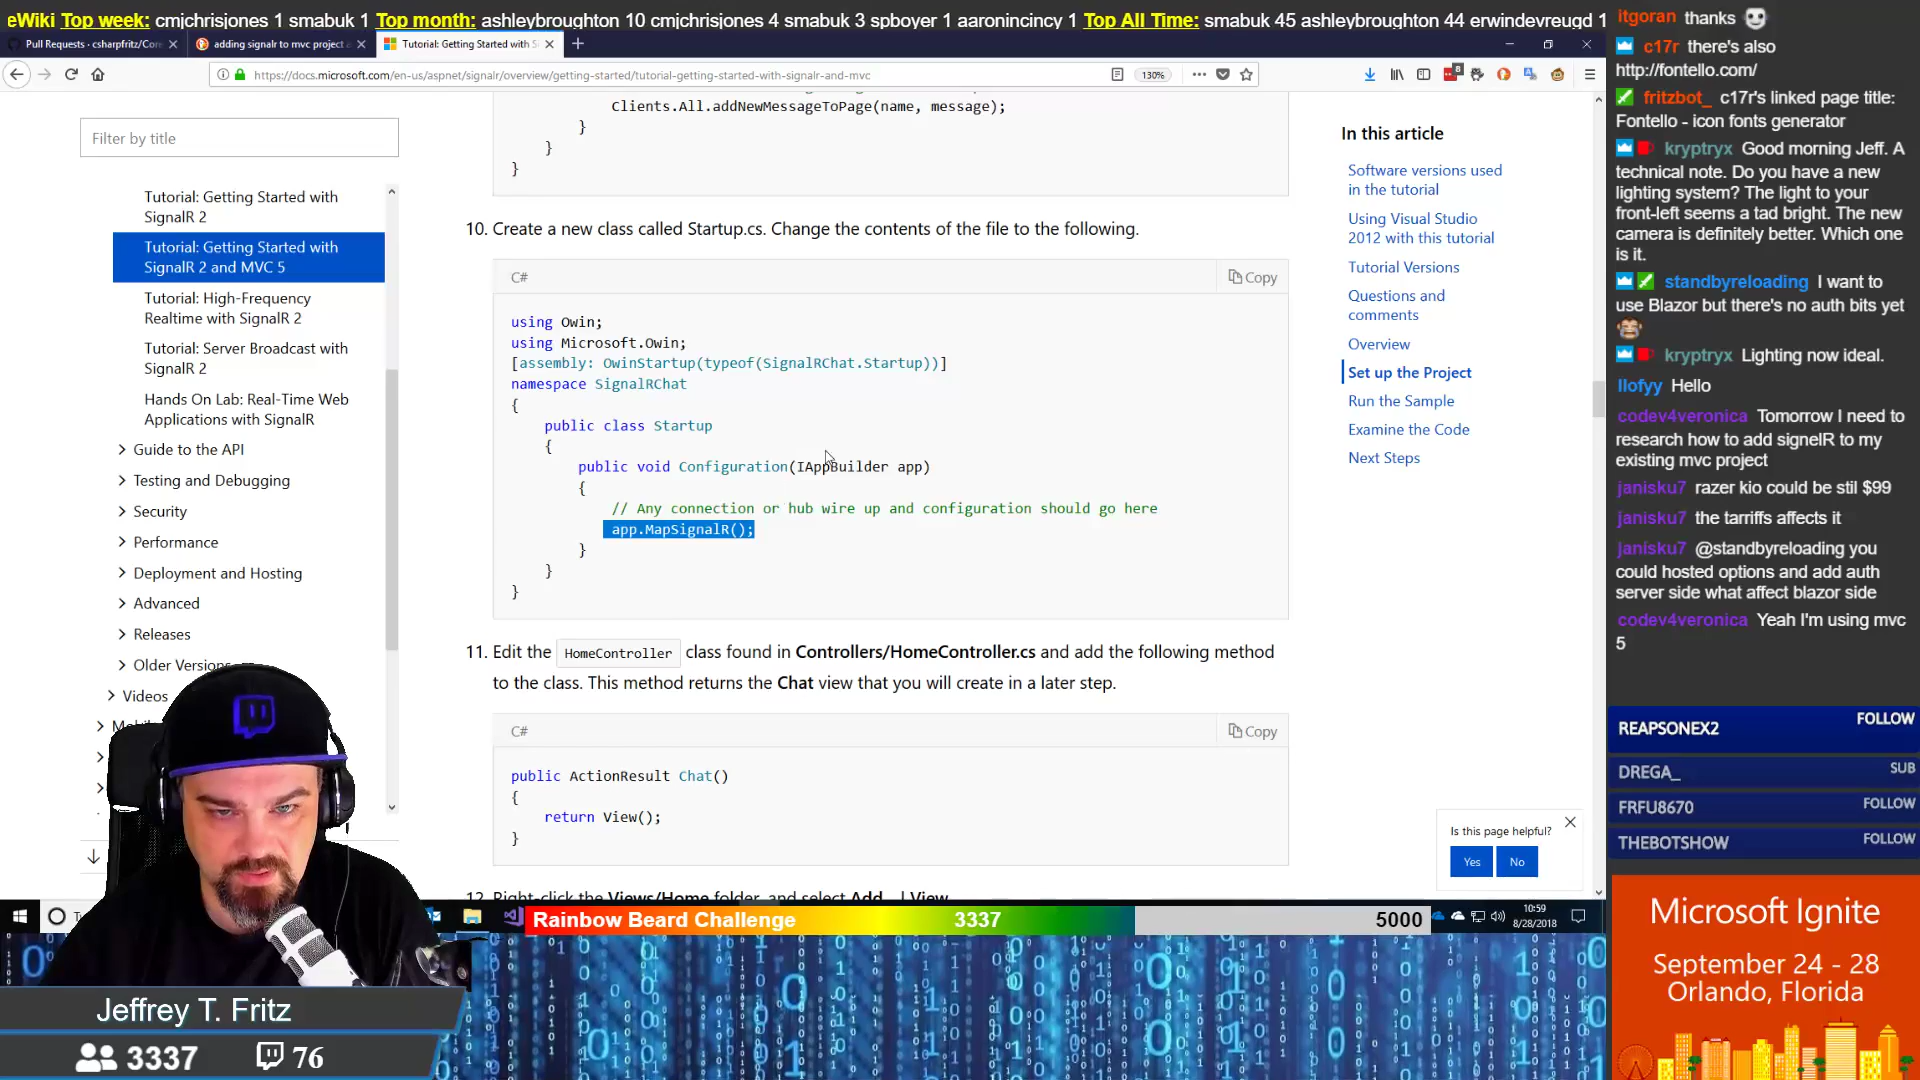 eWiki Top week: cmjchrisjones 1 smabuk 1 Top month: ashleybroughton 10 cmjchrisjones 4 smabuk 3 spboyer 1 aaronincincy 1 Top All Time: smabuk 45 ashleybroughton 44 erwindevreugd 1
Pull Requests · csharpfritz/Cor
adding signalr to mvc project a
Tutorial: Getting Started with S
https://docs.microsoft.com/en-us/aspnet/signalr/overview/getting-started/tutorial-getting-started-with-signalr-and-mvc
130%
8
Filter by title
Tutorial: Getting Started with
SignalR 2
Tutorial: Getting Started with
SignalR 2 and MVC 5
Tutorial: High-Frequency
Realtime with SignalR 2
Tutorial: Server Broadcast with
SignalR 2
Hands On Lab: Real-Time Web
Applications with SignalR
Guide to the API
Testing and Debugging
Security
Performance
Deployment and Hosting
Advanced
Releases
Older Versions
Videos
Clients.All.addNewMessageToPage(name, message);
}
}
}
10. Create a new class called Startup.cs. Change the contents of the file to the following.
C#
Copy
using Owin;
using Microsoft.Owin;
[assembly: OwinStartup(typeof(SignalRChat.Startup))]
namespace SignalRChat
{
public class Startup
{
public void Configuration(IAppBuilder app)
{
// Any connection or hub wire up and configuration should go here
app.MapSignalR();
}
}
}
11. Edit the HomeController class found in Controllers/HomeController.cs and add the following method
to the class. This method returns the Chat view that you will create in a later step.
C#
Copy
public ActionResult Chat()
{
return View();
}
12. Right-click the Views/Home folder, and select Add... | View.
In this article
Software versions used
in the tutorial
Using Visual Studio
2012 with this tutorial
Tutorial Versions
Questions and
comments
Overview
Set up the Project
Run the Sample
Examine the Code
Next Steps
Is this page helpful?
Yes
No
Rainbow Beard Challenge
3337
5000
10:59
8/28/2018
Jeffrey T. Fritz
3337
76
itgoran thanks
c17r there's also
http://fontello.com/
fritzbot_ c17r's linked page title:
Fontello - icon fonts generator
kryptryx Good morning Jeff. A
technical note. Do you have a new
lighting system? The light to your
front-left seems a tad bright. The new
camera is definitely better. Which one
is it.
standbyreloading I want to
use Blazor but there's no auth bits yet
kryptryx Lighting now ideal.
llofyy Hello
codev4veronica Tomorrow I need to
research how to add signelR to my
existing mvc project
janisku7 razer kio could be stil $99
janisku7 the tarriffs affects it
janisku7 @standbyreloading you
could hosted options and add auth
server side what affect blazor side
codev4veronica Yeah I'm using mvc
5
REAPSONEX2
FOLLOW
DREGA_
SUB
FRFU8670
FOLLOW
THEBOTSHOW
FOLLOW
Microsoft Ignite
September 24 - 28
Orlando, Florida